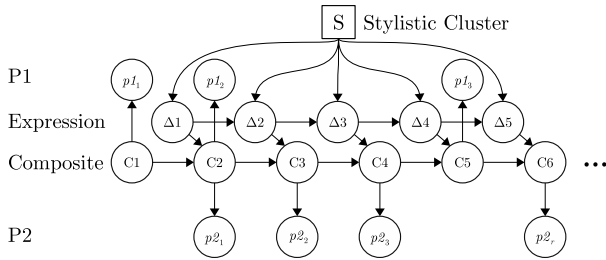 S Stylistic Cluster
P1 p1₁ p1₂ p1₃
Expression Δ1 Δ2 Δ3 Δ4 Δ5
Composite C1 C2 C3 C4 C5 C6 ...
P2 p2₁ p2₂ p2₃ p2ᵣ